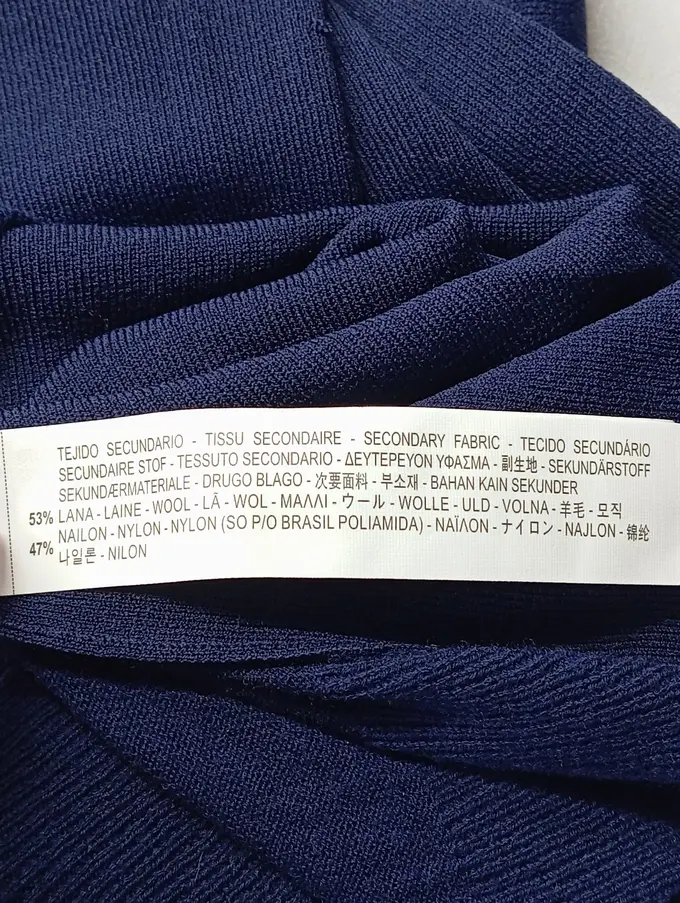 TEJIDO SECUNDARIO - TISSU SECONDAIRE - SECONDARY FABRIC - TECIDO SECUNDÁRIO
SECUNDAIRE STOF - TESSUTO SECONDARIO - ΔΕΥΤΕΡΕΥΟΝ ΥΦΑΣΜΑ - 副生地 - SEKUNDÄRSTOFF
SEKUNDÆRMATERIALE - DRUGO BLAGO - 次要面料 - 부소재 - BAHAN KAIN SEKUNDER
53% LANA - LAINE - WOOL - LÃ - WOL - ΜΑΛΛΙ - ウール - WOLLE - ULD - VOLNA - 羊毛 - 모직
47% NAILON - NYLON - NYLON (SO P/O BRASIL POLIAMIDA) - ΝΑΪΛΟΝ - ナイロン - NAJLON - 锦纶
나일론 - NILON